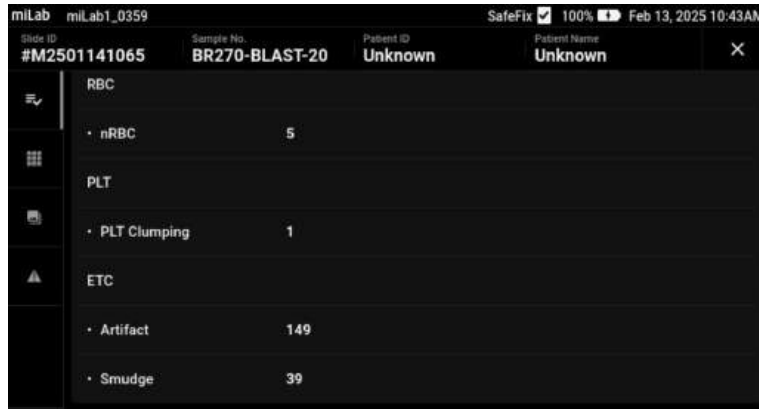 miLab miLab1_0359 SafeFix 100% Feb 13, 2025 10:43AM
Slide ID Sample No. Patient ID Patient Name
#M2501141065 BR270-BLAST-20 Unknown Unknown
RBC
• nRBC 5
PLT
• PLT Clumping 1
ETC
• Artifact 149
• Smudge 39